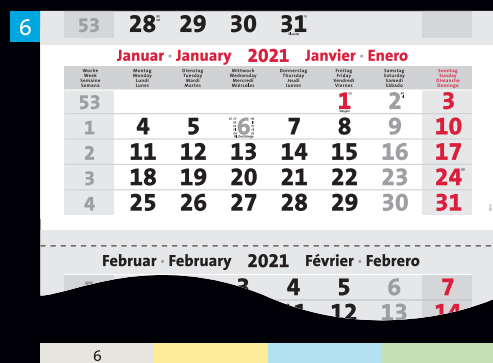 6
53 28 29 30 31
Januar · January 2021 Janvier · Enero
Woche Montag Dienstag Mittwoch Donnerstag Freitag Samstag Sonntag
Week Monday Tuesday Wednesday Thursday Friday Saturday Sunday
Semaine Lundi Mardi Mercredi Jeudi Vendredi Samedi Dimanche
Semana Lunes Martes Miércoles Jueves Viernes Sábado Domingo
53 1 2 3
1 4 5 6 7 8 9 10
2 11 12 13 14 15 16 17
3 18 19 20 21 22 23 24
4 25 26 27 28 29 30 31
Februar · February 2021 Février · Febrero
3 4 5 6 7
11 12 13 14
6